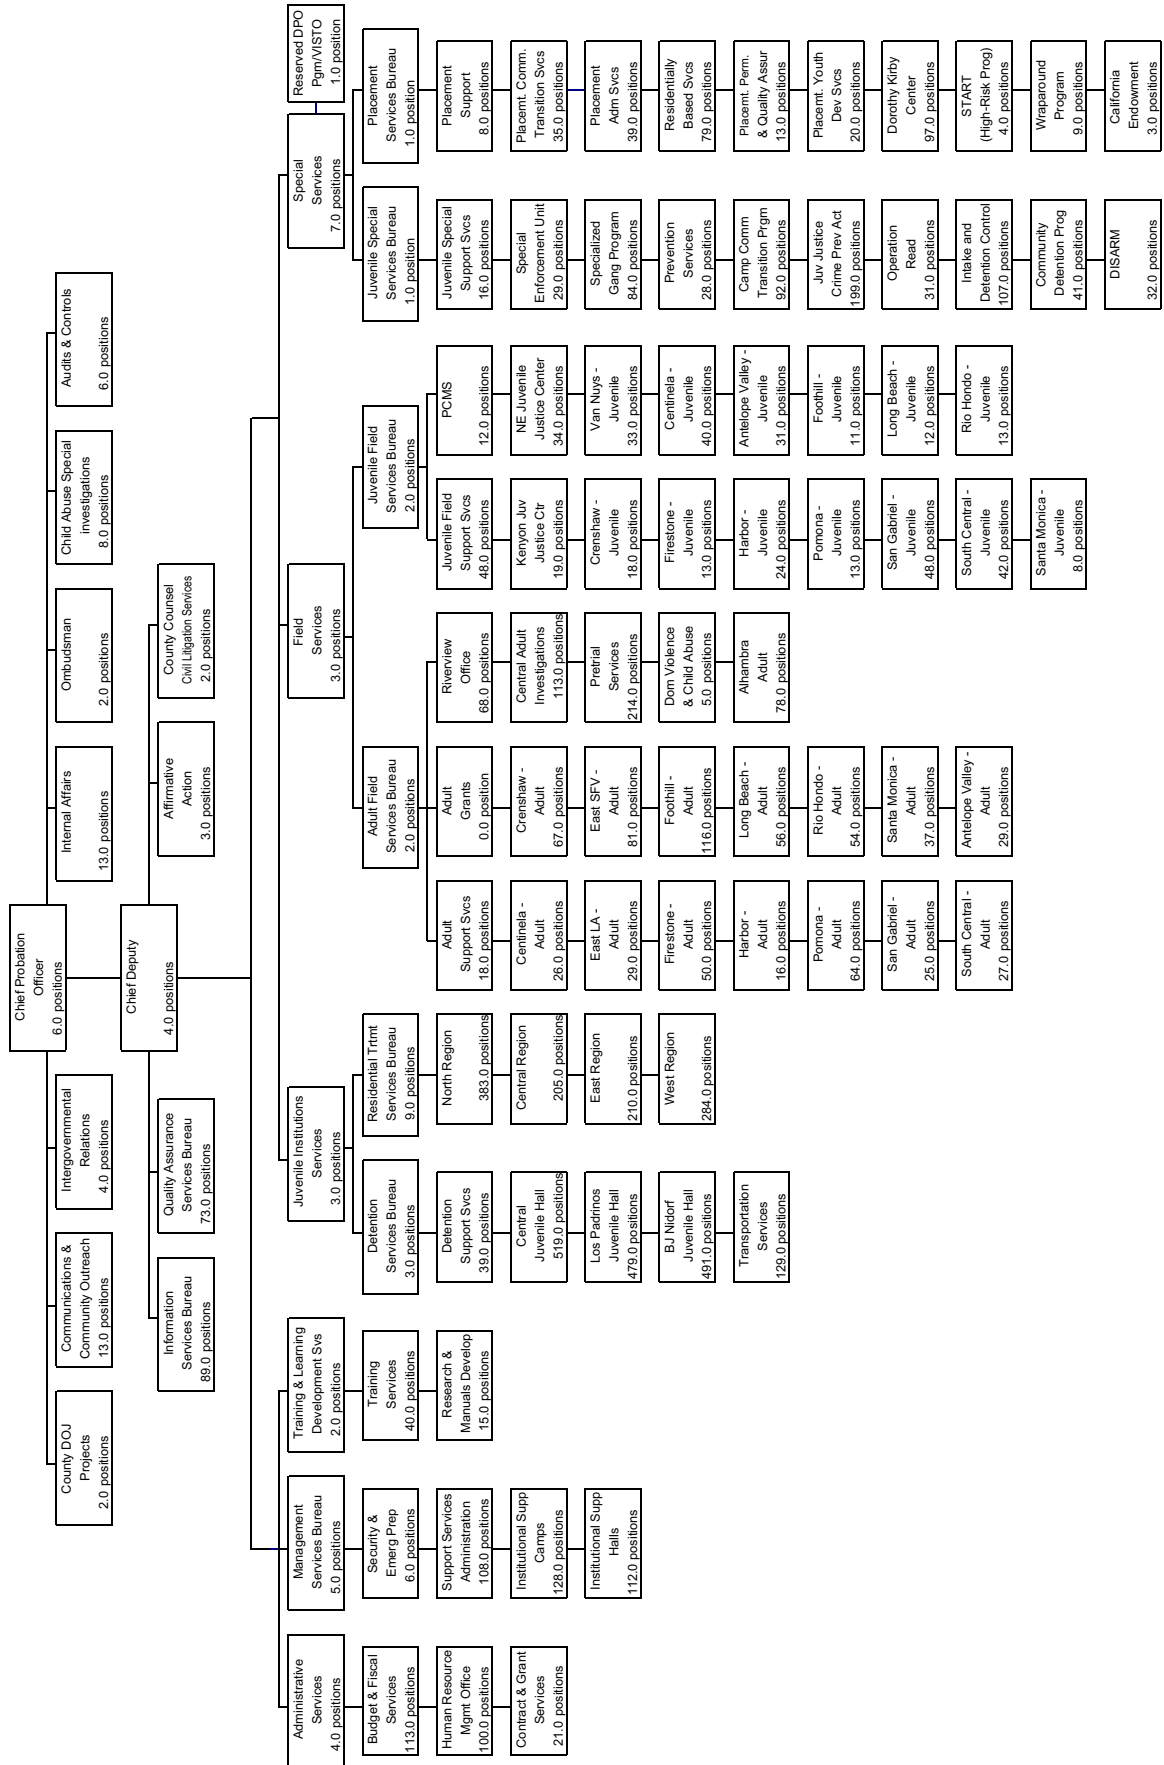 Chief Probation
Officer
6.0 positions
County DOJ
Projects
2.0 positions
Communications &
Community Outreach
13.0 positions
Intergovernmental
Relations
4.0 positions
Internal Affairs
13.0 positions
Ombudsman
2.0 positions
Child Abuse Special
investigations
8.0 positions
Audits & Controls
6.0 positions
Chief Deputy
4.0 positions
Information
Services Bureau
89.0 positions
Quality Assurance
Services Bureau
73.0 positions
Affirmative
Action
3.0 positions
County Counsel
Civil Litigation Services
2.0 positions
Administrative
Services
4.0 positions
Budget & Fiscal
Services
113.0 positions
Human Resource
Mgmt Office
100.0 positions
Contract & Grant
Services
21.0 positions
Management
Services Bureau
5.0 positions
Security &
Emerg Prep
6.0 positions
Support Services
Administration
108.0 positions
Institutional Supp
Camps
128.0 positions
Institutional Supp
Halls
112.0 positions
Training & Learning
Development Svs
2.0 positions
Training
Services
40.0 positions
Research &
Manuals Develop
15.0 positions
Juvenile Institutions
Services
3.0 positions
Detention
Services Bureau
3.0 positions
Detention
Support Svcs
39.0 positions
Central
Juvenile Hall
519.0 positions
Los Padrinos
Juvenile Hall
479.0 positions
BJ Nidorf
Juvenile Hall
491.0 positions
Transportation
Services
129.0 positions
Residential Trtmt
Services Bureau
9.0 positions
North Region
383.0 positions
Central Region
205.0 positions
East Region
210.0 positions
West Region
284.0 positions
Field
Services
3.0 positions
Adult Field
Services Bureau
2.0 positions
Adult
Support Svcs
18.0 positions
Centinela -
Adult
26.0 positions
East LA -
Adult
29.0 positions
Firestone -
Adult
50.0 positions
Harbor -
Adult
16.0 positions
Pomona -
Adult
64.0 positions
San Gabriel -
Adult
25.0 positions
South Central -
Adult
27.0 positions
Adult
Grants
0.0 position
Crenshaw -
Adult
67.0 positions
East SFV -
Adult
81.0 positions
Foothill -
Adult
116.0 positions
Long Beach -
Adult
56.0 positions
Rio Hondo -
Adult
54.0 positions
Santa Monica -
Adult
37.0 positions
Antelope Valley -
Adult
29.0 positions
Riverview
Office
68.0 positions
Central Adult
Investigations
113.0 positions
Pretrial
Services
214.0 positions
Dom Violence
& Child Abuse
5.0 positions
Alhambra
Adult
78.0 positions
Juvenile Field
Services Bureau
2.0 positions
Juvenile Field
Support Svcs
48.0 positions
Kenyon Juv
Justice Ctr
19.0 positions
Crenshaw -
Juvenile
18.0 positions
Firestone -
Juvenile
13.0 positions
Harbor -
Juvenile
24.0 positions
Pomona -
Juvenile
13.0 positions
San Gabriel -
Juvenile
48.0 positions
South Central -
Juvenile
42.0 positions
Santa Monica -
Juvenile
8.0 positions
PCMS
12.0 positions
NE Juvenile
Justice Center
34.0 positions
Van Nuys -
Juvenile
33.0 positions
Centinela -
Juvenile
40.0 positions
Antelope Valley -
Juvenile
31.0 positions
Foothill -
Juvenile
11.0 positions
Long Beach -
Juvenile
12.0 positions
Rio Hondo -
Juvenile
13.0 positions
Special
Services
7.0 positions
Reserved DPO
Pgm/VISTO
1.0 position
Juvenile Special
Services Bureau
1.0 position
Juvenile Special
Support Svcs
16.0 positions
Special
Enforcement Unit
29.0 positions
Specialized
Gang Program
84.0 positions
Prevention
Services
28.0 positions
Camp Comm
Transition Prgm
92.0 positions
Juv Justice
Crime Prev Act
199.0 positions
Operation
Read
31.0 positions
Intake and
Detention Control
107.0 positions
Community
Detention Prog
41.0 positions
DISARM
32.0 positions
Placement
Services Bureau
1.0 position
Placement
Support
8.0 positions
Placemt. Comm.
Transition Svcs
35.0 positions
Placement
Adm Svcs
39.0 positions
Residentially
Based Svcs
79.0 positions
Placemt. Perm.
& Quality Assur
13.0 positions
Placemt. Youth
Dev Svcs
20.0 positions
Dorothy Kirby
Center
97.0 positions
START
(High-Risk Prog)
4.0 positions
Wraparound
Program
9.0 positions
California
Endowment
3.0 positions